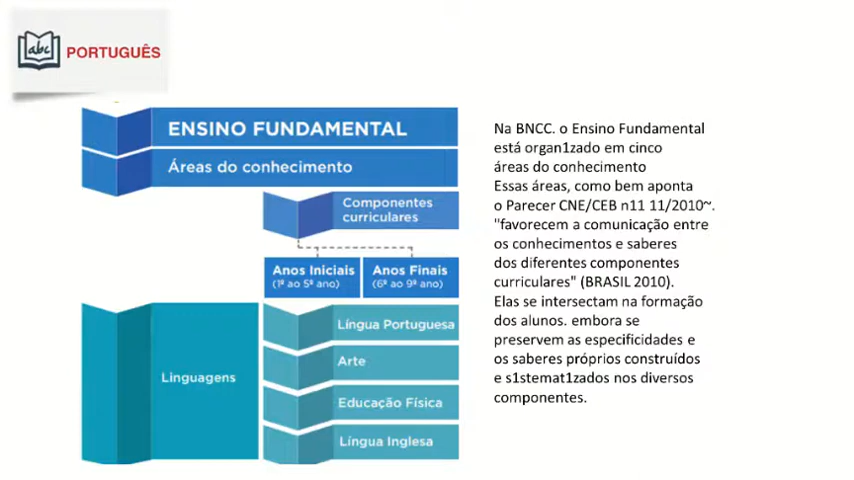 abc PORTUGUÊS
ENSINO FUNDAMENTAL
Áreas do conhecimento
Componentes
curriculares
Anos Iniciais
(1º ao 5º ano)
Anos Finais
(6º ao 9º ano)
Linguagens
Língua Portuguesa
Arte
Educação Física
Língua Inglesa
Na BNCC. o Ensino Fundamental
está organ1zado em cinco
áreas do conhecimento
Essas áreas, como bem aponta
o Parecer CNE/CEB n11 11/2010~.
"favorecem a comunicação entre
os conhecimentos e saberes
dos diferentes componentes
curriculares" (BRASIL 2010).
Elas se intersectam na formação
dos alunos. embora se
preservem as especificidades e
os saberes próprios construídos
e s1stemat1zados nos diversos
componentes.